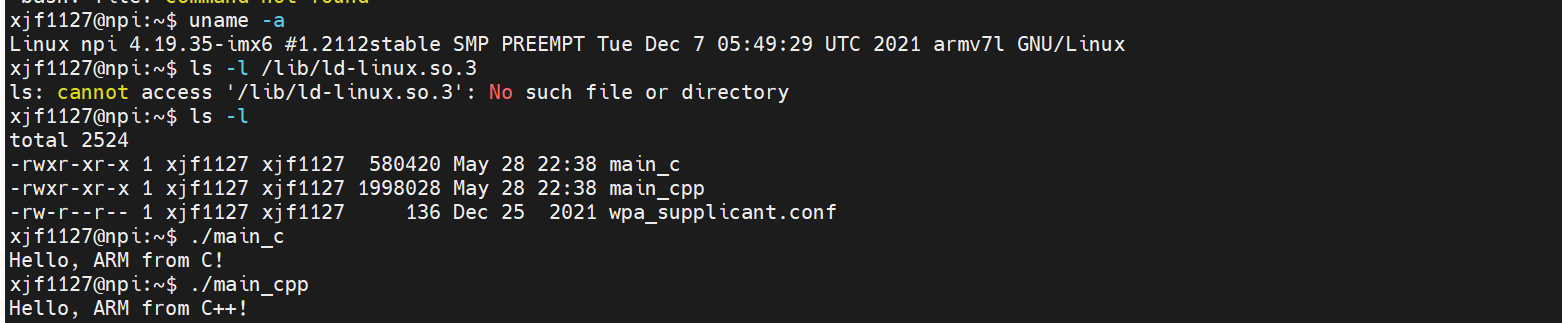 bash: file: command not found
xjf1127@npi:~$ uname -a
Linux npi 4.19.35-imx6 #1.2112stable SMP PREEMPT Tue Dec 7 05:49:29 UTC 2021 armv7l GNU/Linux
xjf1127@npi:~$ ls -l /lib/ld-linux.so.3
ls: cannot access '/lib/ld-linux.so.3': No such file or directory
xjf1127@npi:~$ ls -l
total 2524
-rwxr-xr-x 1 xjf1127 xjf1127  580420 May 28 22:38 main_c
-rwxr-xr-x 1 xjf1127 xjf1127 1998028 May 28 22:38 main_cpp
-rw-r--r-- 1 xjf1127 xjf1127     136 Dec 25  2021 wpa_supplicant.conf
xjf1127@npi:~$ ./main_c
Hello, ARM from C!
xjf1127@npi:~$ ./main_cpp
Hello, ARM from C++!